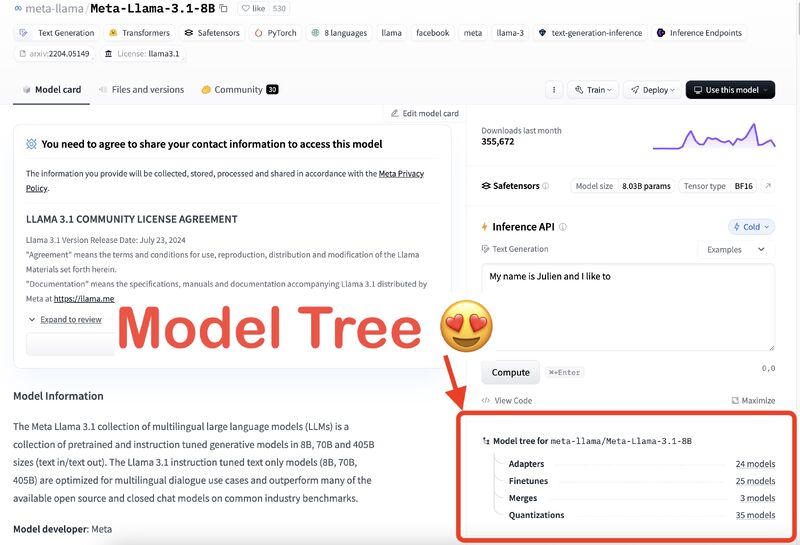 meta-llama/Meta-Llama-3.1-8B like 530
Text Generation Transformers Safetensors PyTorch 8 languages llama facebook meta llama-3 text-generation-inference Inference Endpoints
arxiv:2204.05149 License: llama3.1
Model card Files and versions Community 30
Train Deploy Use this model
Edit model card
You need to agree to share your contact information to access this model
The information you provide will be collected, stored, processed and shared in accordance with the Meta Privacy
Policy.
LLAMA 3.1 COMMUNITY LICENSE AGREEMENT
Llama 3.1 Version Release Date: July 23, 2024
"Agreement" means the terms and conditions for use, reproduction, distribution and modification of the Llama
Materials set forth herein.
"Documentation" means the specifications, manuals and documentation accompanying Llama 3.1 distributed by
Meta at https://llama.me
Expand to review
Model Tree
Model Information
The Meta Llama 3.1 collection of multilingual large language models (LLMs) is a
collection of pretrained and instruction tuned generative models in 8B, 70B and 405B
sizes (text in/text out). The Llama 3.1 instruction tuned text only models (8B, 70B,
405B) are optimized for multilingual dialogue use cases and outperform many of the
available open source and closed chat models on common industry benchmarks.
Model developer: Meta
Downloads last month
355,672
Safetensors Model size 8.03B params Tensor type BF16
Inference API Cold
Text Generation Examples
My name is Julien and I like to
Compute ⌘+Enter 0,0
View Code Maximize
Model tree for meta-llama/Meta-Llama-3.1-8B
Adapters 24 models
Finetunes 25 models
Merges 3 models
Quantizations 35 models